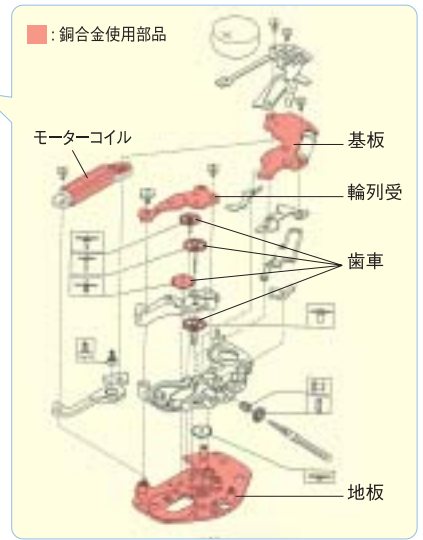 : 銅合金使用部品
モーターコイル
基板
輪列受
歯車
地板